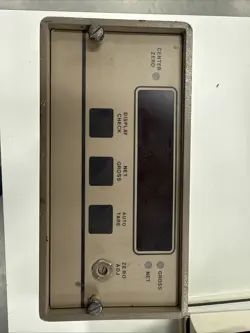 CENTER
ZERO
GROSS
NET
DISPLAY
CHECK
NET
GROSS
AUTO
TARE
ZERO
ADJ